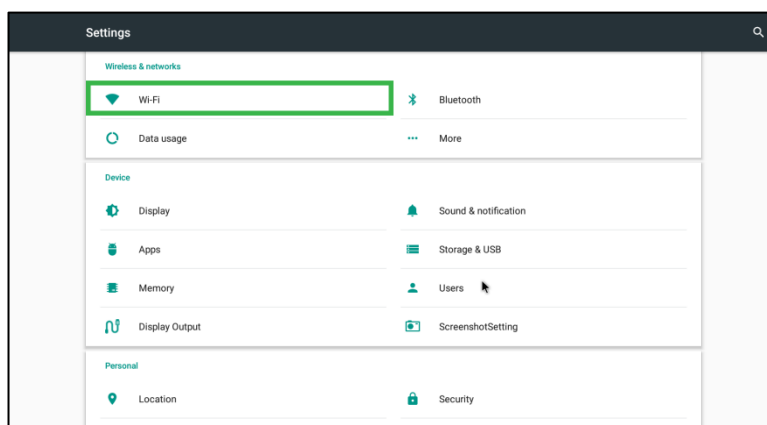 Settings
Wireless & networks
Wi-Fi
Bluetooth
Data usage
More
Device
Display
Sound & notification
Apps
Storage & USB
Memory
Users
Display Output
ScreenshotSetting
Personal
Location
Security